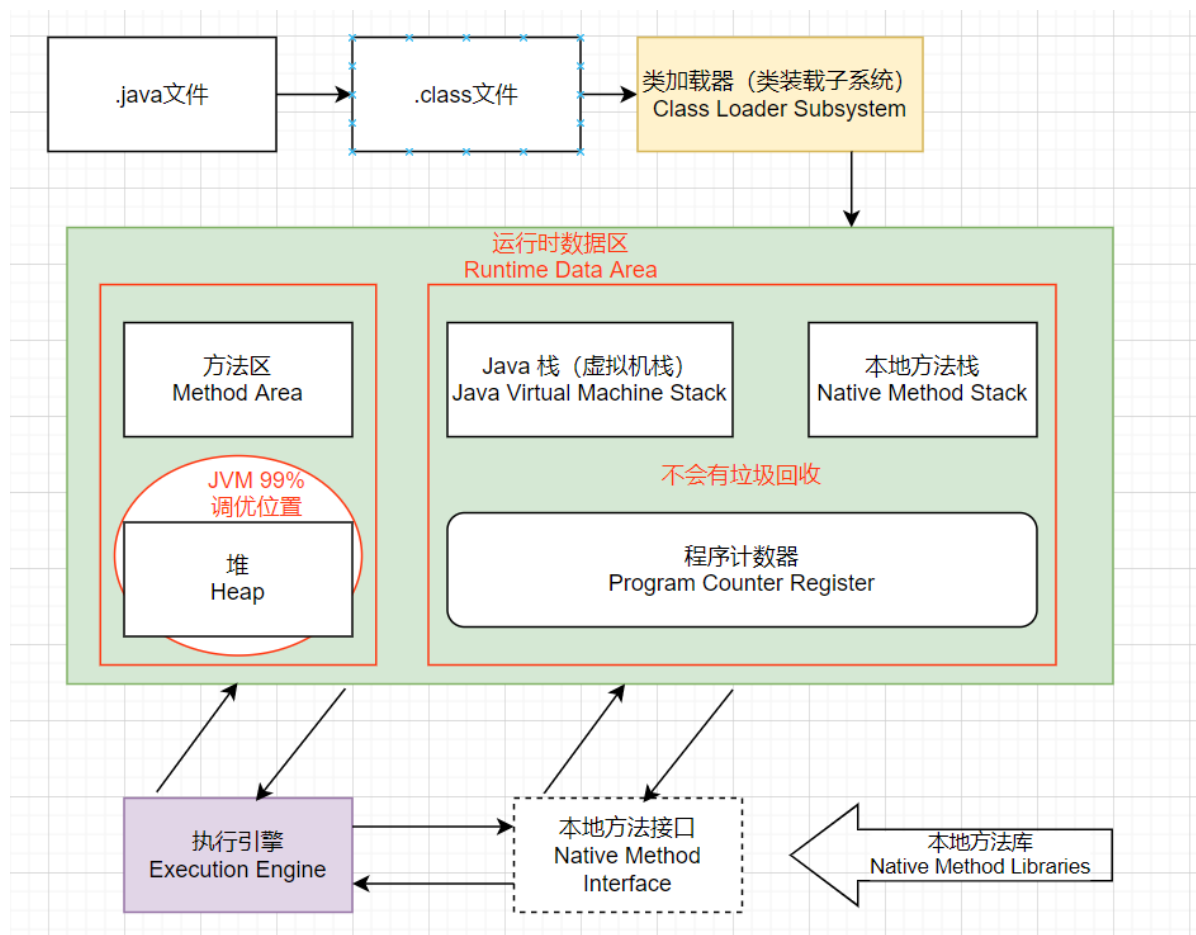 .java文件
.class文件
类加载器（类装载子系统）
Class Loader Subsystem
运行时数据区
Runtime Data Area
方法区
Method Area
Java 栈（虚拟机栈）
Java Virtual Machine Stack
本地方法栈
Native Method Stack
JVM 99%
调优位置
不会有垃圾回收
堆
Heap
程序计数器
Program Counter Register
执行引擎
Execution Engine
本地方法接口
Native Method
Interface
本地方法库
Native Method Libraries